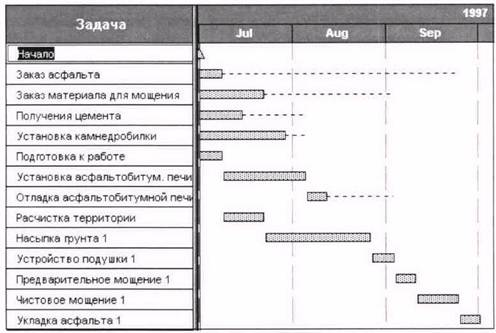 Задача
1997
Jul
Aug
Sep
Начало
Заказ асфальта
Заказ материала для мощения
Получения цемента
Установка камнедробилки
Подготовка к работе
Установка асфальтобитум. печи
Отладка асфальтобитумной печи
Расчистка территории
Насыпка грунта 1
Устройство подушки 1
Предварительное мощение 1
Чистовое мощение 1
Укладка асфальта 1